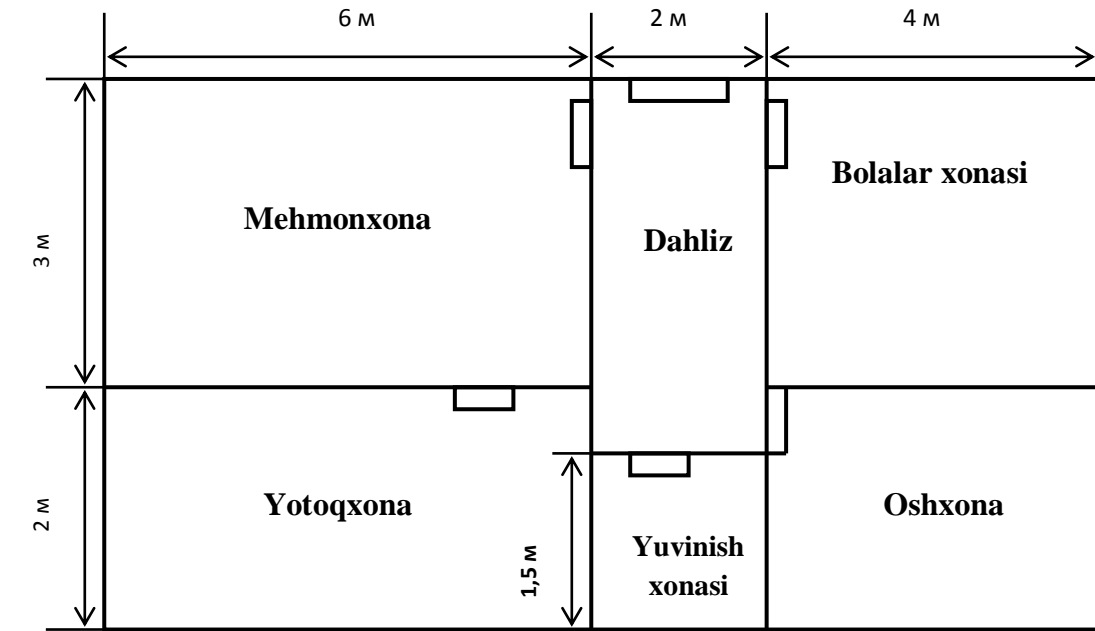 6 м
2 м
4 м
3 м
Mehmonxona
Dahliz
Bolalar xonasi
2 м
Yotoqxona
1,5 м
Yuvinish
xonasi
Oshxona